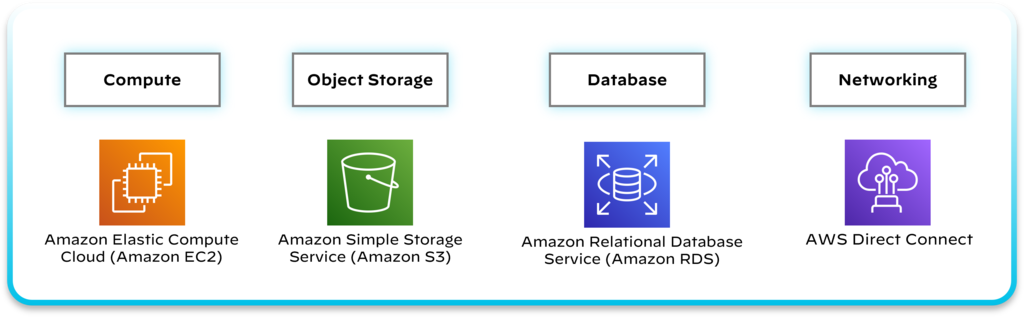 Compute
Object Storage
Database
Networking
Amazon Elastic Compute
Cloud (Amazon EC2)
Amazon Simple Storage
Service (Amazon S3)
Amazon Relational Database
Service (Amazon RDS)
AWS Direct Connect